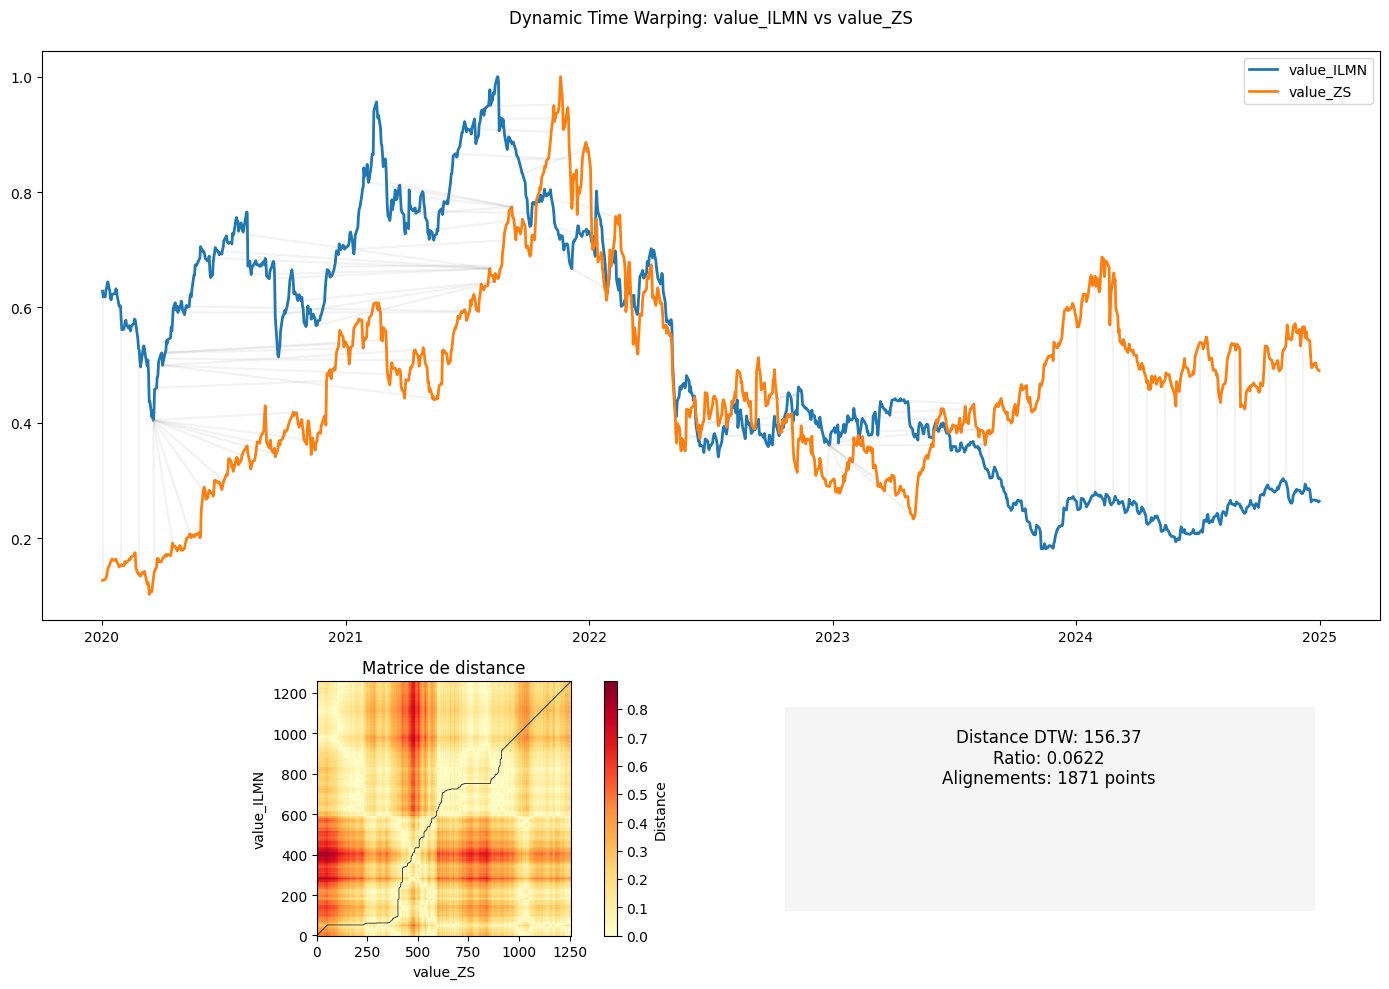 Dynamic Time Warping: value_ILMN vs value_ZS
value_ILMN
value_ZS
1.0
0.8
0.6
0.4
0.2
2020 2021 2022 2023 2024 2025
Matrice de distance
value_ILMN
1200
1000
800
600
400
200
0
0 250 500 750 1000 1250
value_ZS
0.8
0.7
0.6
0.5
0.4
0.3
0.2
0.1
0.0
Distance
Distance DTW: 156.37
Ratio: 0.0622
Alignements: 1871 points